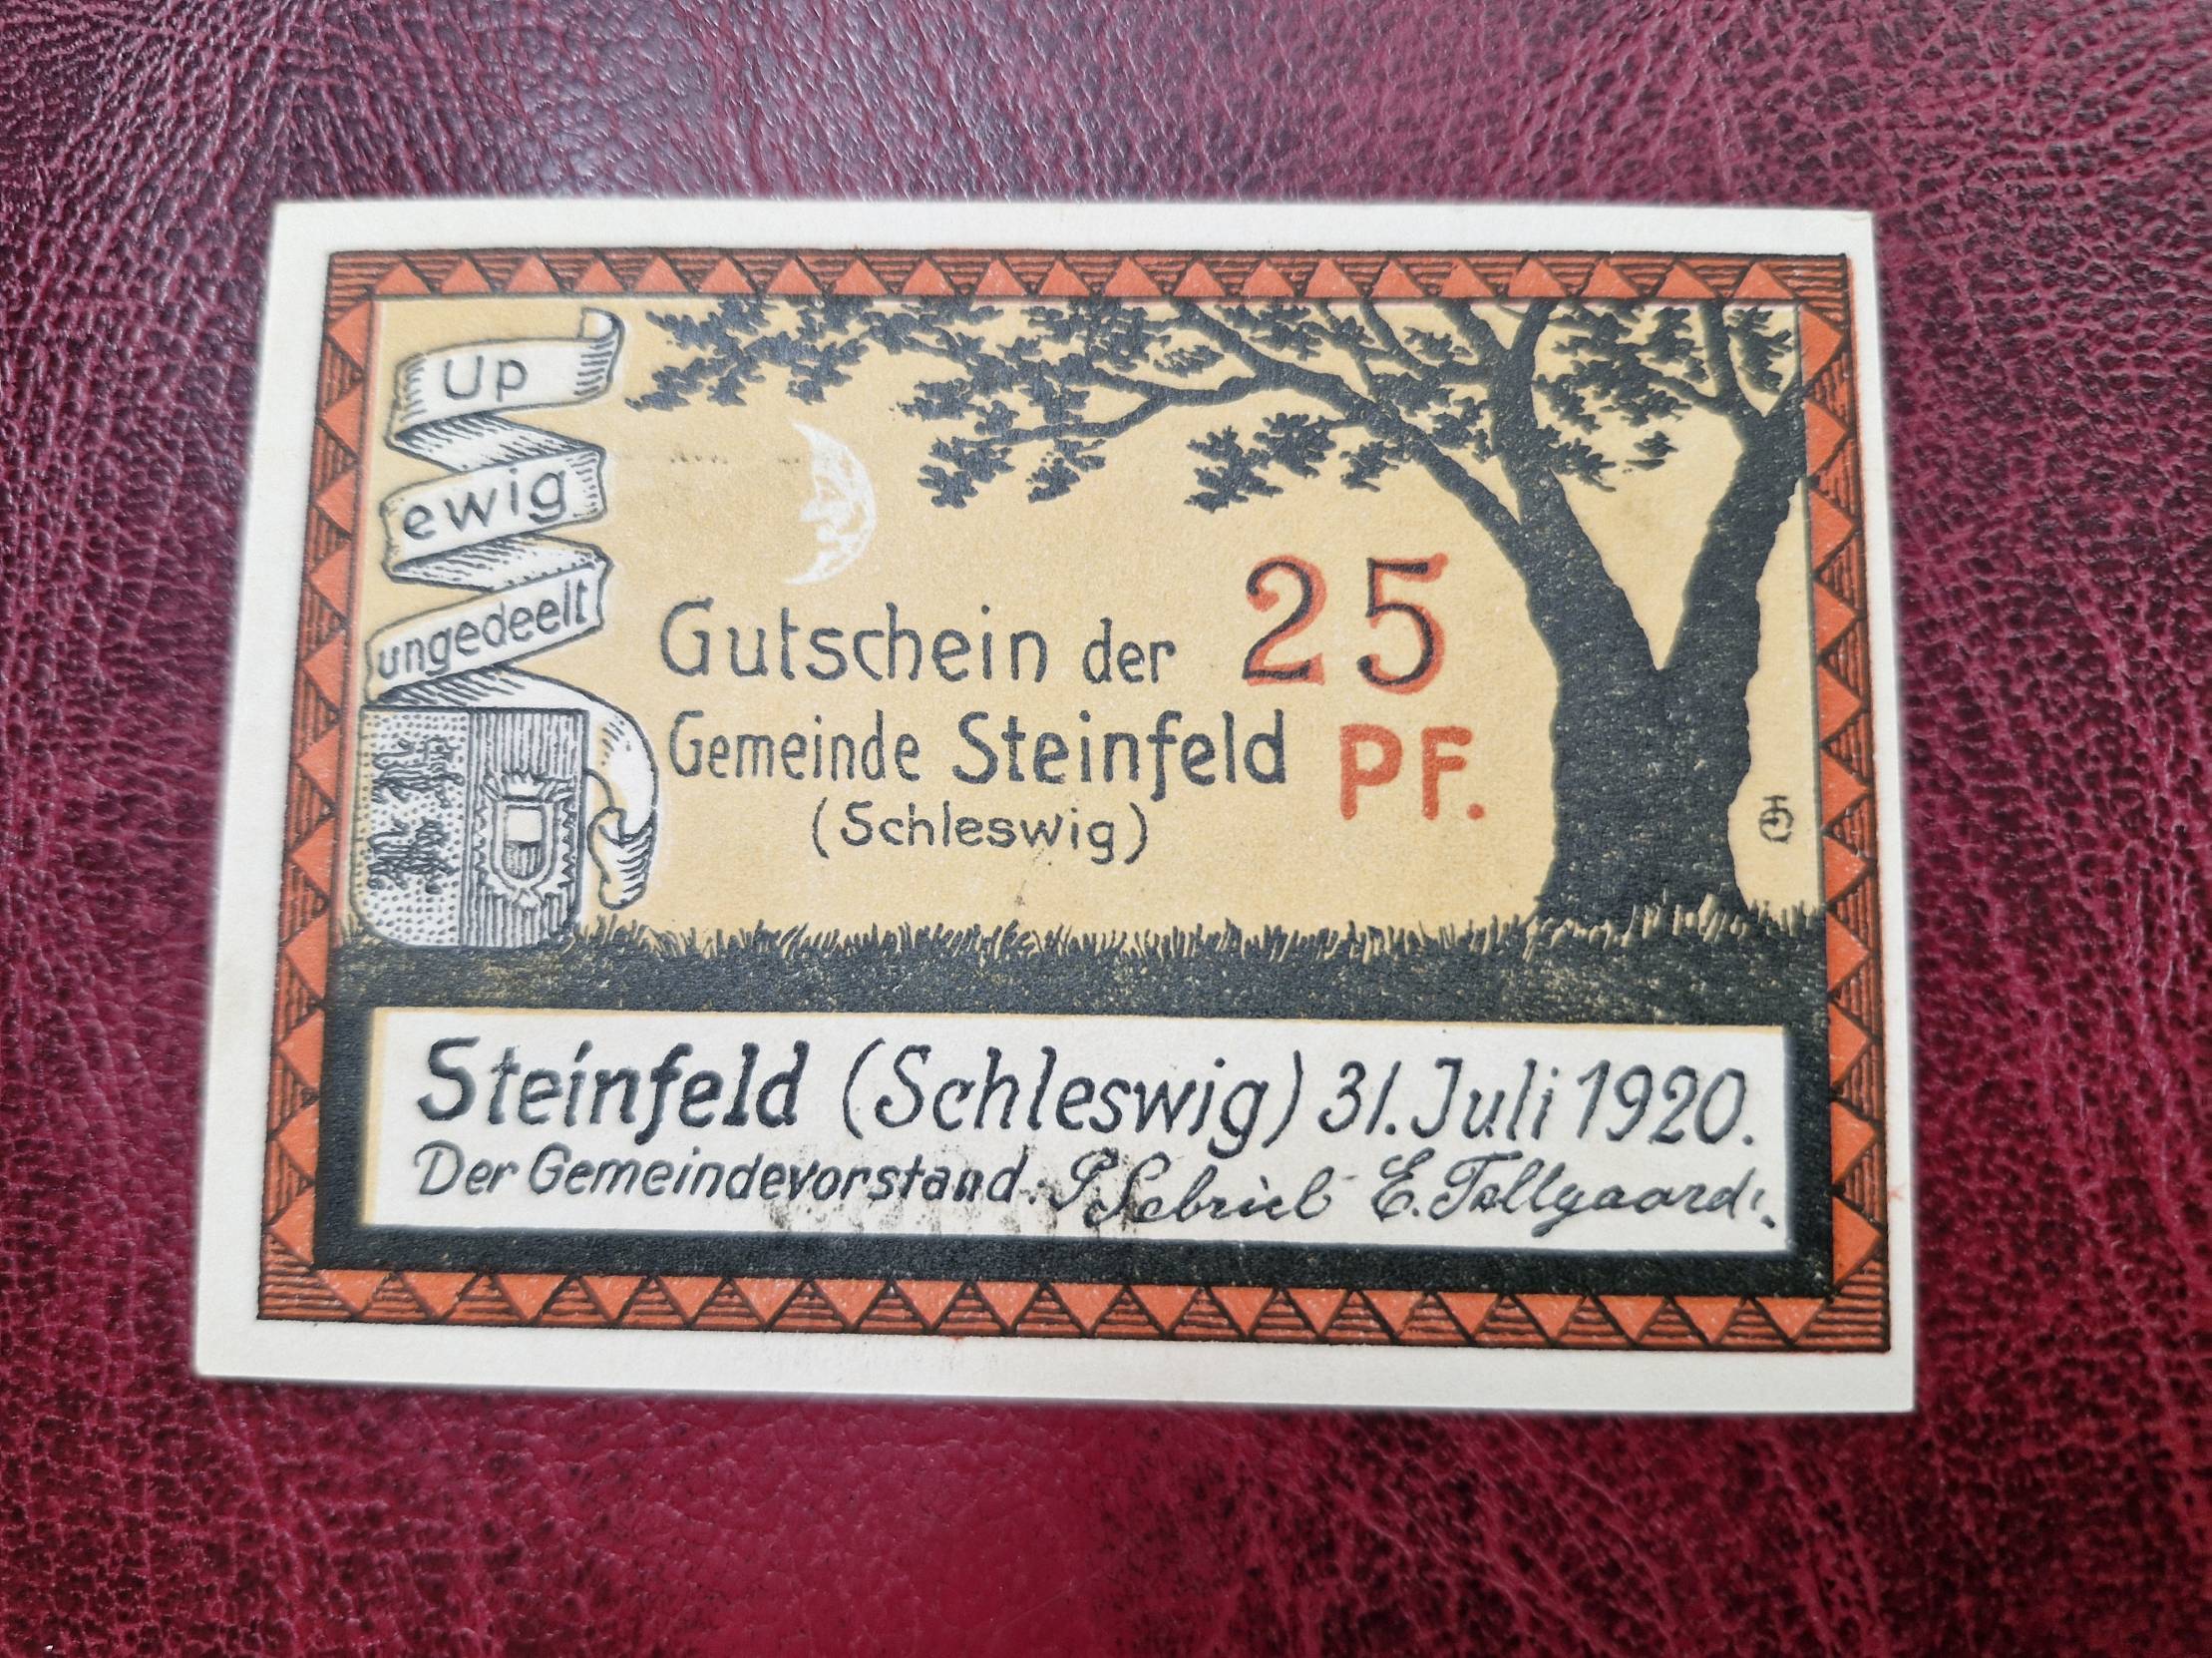 Up
ewig
ungedeelt
Gutschein der
Gemeinde Steinfeld
(Schleswig)
25
PF.
Steinfeld (Schleswig) 31. Juli 1920.
Der Gemeindevorstand.